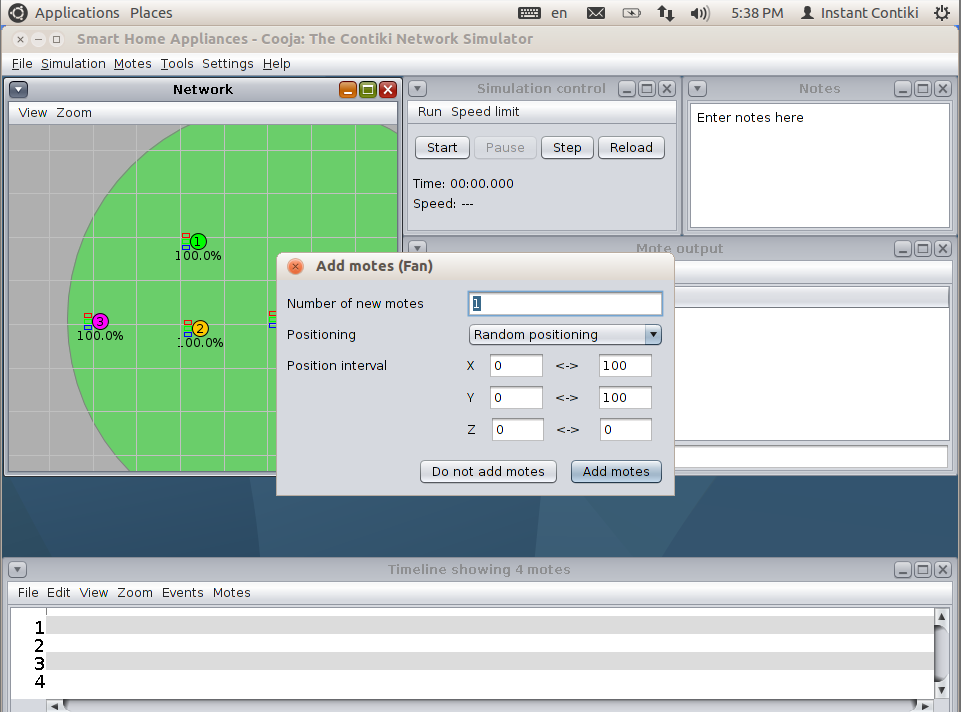 Applications Places en 5:38 PM Instant Contiki
Smart Home Appliances - Cooja: The Contiki Network Simulator
File Simulation Motes Tools Settings Help
Network
View Zoom
1
100.0%
3
100.0%
2
100.0%
Simulation control
Run Speed limit
Start Pause Step Reload
Time: 00:00.000
Speed: ---
Notes
Enter notes here
Mote output
Add motes (Fan)
Number of new motes 1
Positioning Random positioning
Position interval X 0 <-> 100
Y 0 <-> 100
Z 0 <-> 0
Do not add motes Add motes
Timeline showing 4 motes
File Edit View Zoom Events Motes
1
2
3
4